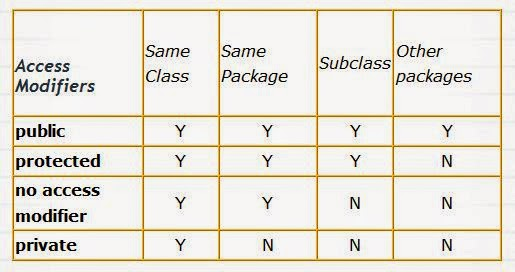 Access Modifiers Same Class Same Package Subclass Other packages
public Y Y Y Y
protected Y Y Y N
no access modifier Y Y N N
private Y N N N